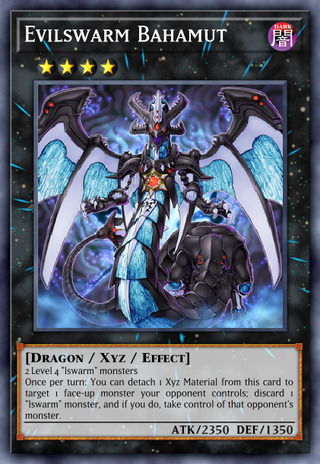 Evilswarm Bahamut
DARK
闇
[Dragon / Xyz / Effect]
2 Level 4 "lswarm" monsters
Once per turn: You can detach 1 Xyz Material from this card to
target 1 face-up monster your opponent controls; discard 1
"lswarm" monster, and if you do, take control of that opponent's
monster.
ATK/2350 DEF/1350